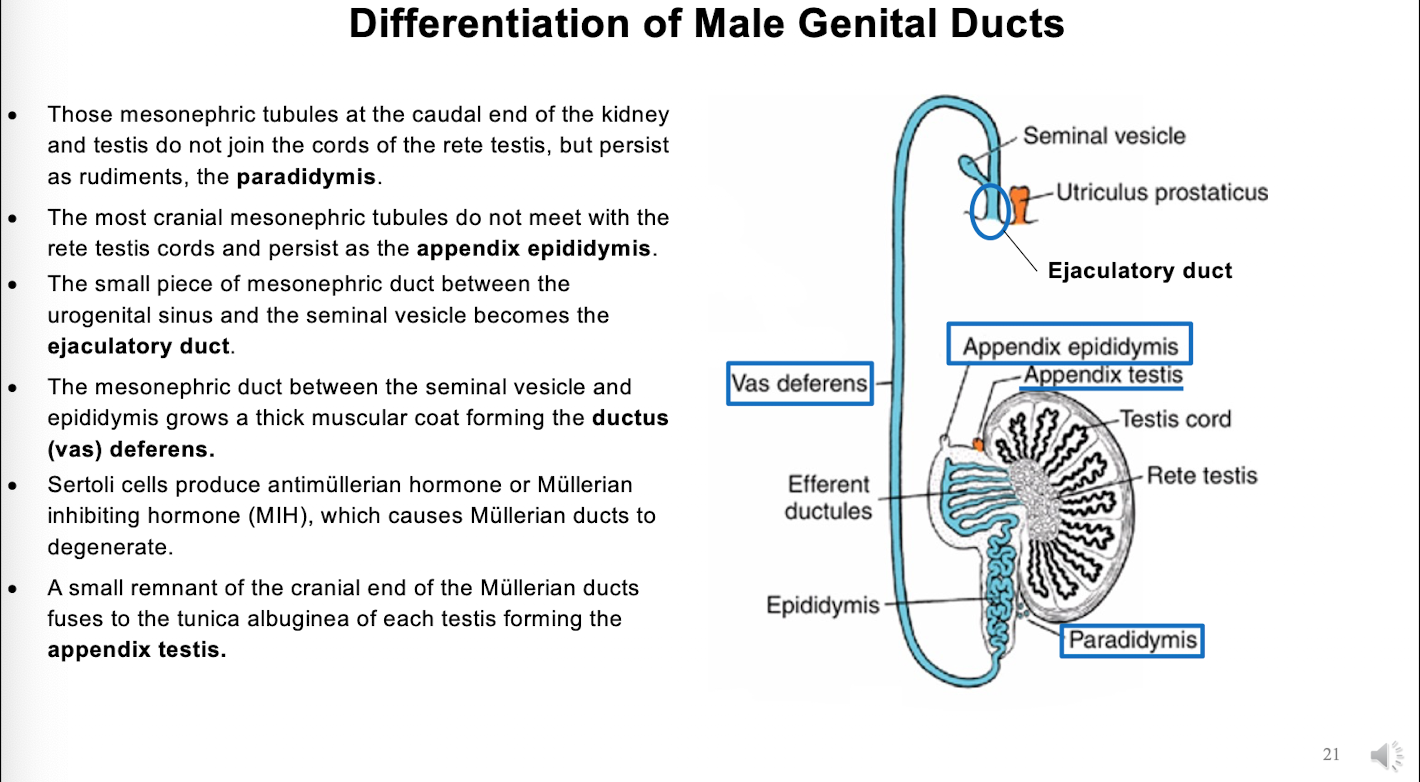 Differentiation of Male Genital Ducts
• Those mesonephric tubules at the caudal end of the kidney
and testis do not join the cords of the rete testis, but persist
as rudiments, the paradidymis.
• The most cranial mesonephric tubules do not meet with the
rete testis cords and persist as the appendix epididymis.
• The small piece of mesonephric duct between the
urogenital sinus and the seminal vesicle becomes the
ejaculatory duct.
• The mesonephric duct between the seminal vesicle and
epididymis grows a thick muscular coat forming the ductus
(vas) deferens.
• Sertoli cells produce antimüllerian hormone or Müllerian
inhibiting hormone (MIH), which causes Müllerian ducts to
degenerate.
• A small remnant of the cranial end of the Müllerian ducts
fuses to the tunica albuginea of each testis forming the
appendix testis.
Seminal vesicle
Utriculus prostaticus
Ejaculatory duct
Appendix epididymis
Vas deferens
Appendix testis
Testis cord
Rete testis
Efferent
ductules
Epididymis
Paradidymis
21